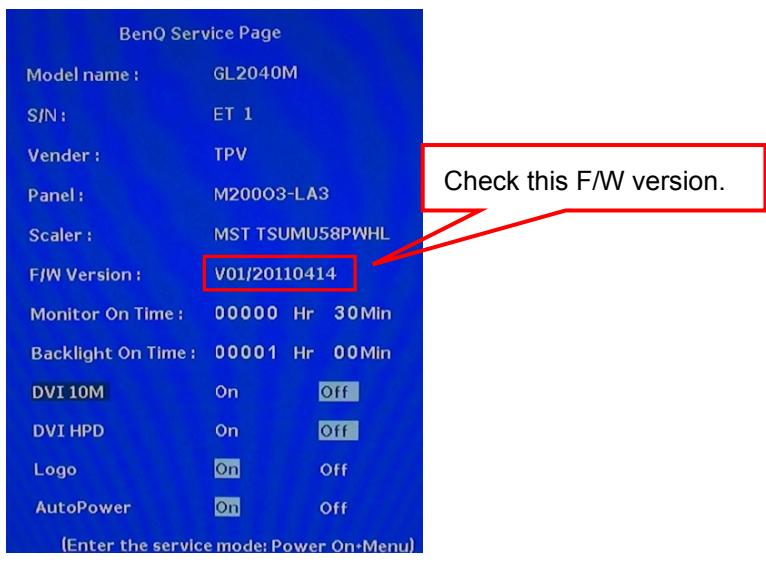 BenQ Service Page
Model name : GL2040M
S/N : ET 1
Vender : TPV
Panel : M200O3-LA3
Scaler : MST TSUMU58PWHL
F/W Version : V01/20110414
Monitor On Time : 00000 Hr 30Min
Backlight On Time : 00001 Hr 00Min
DVI 10M On Off
DVI HPD On Off
Logo On Off
AutoPower On Off
(Enter the service mode: Power On+Menu)
Check this F/W version.